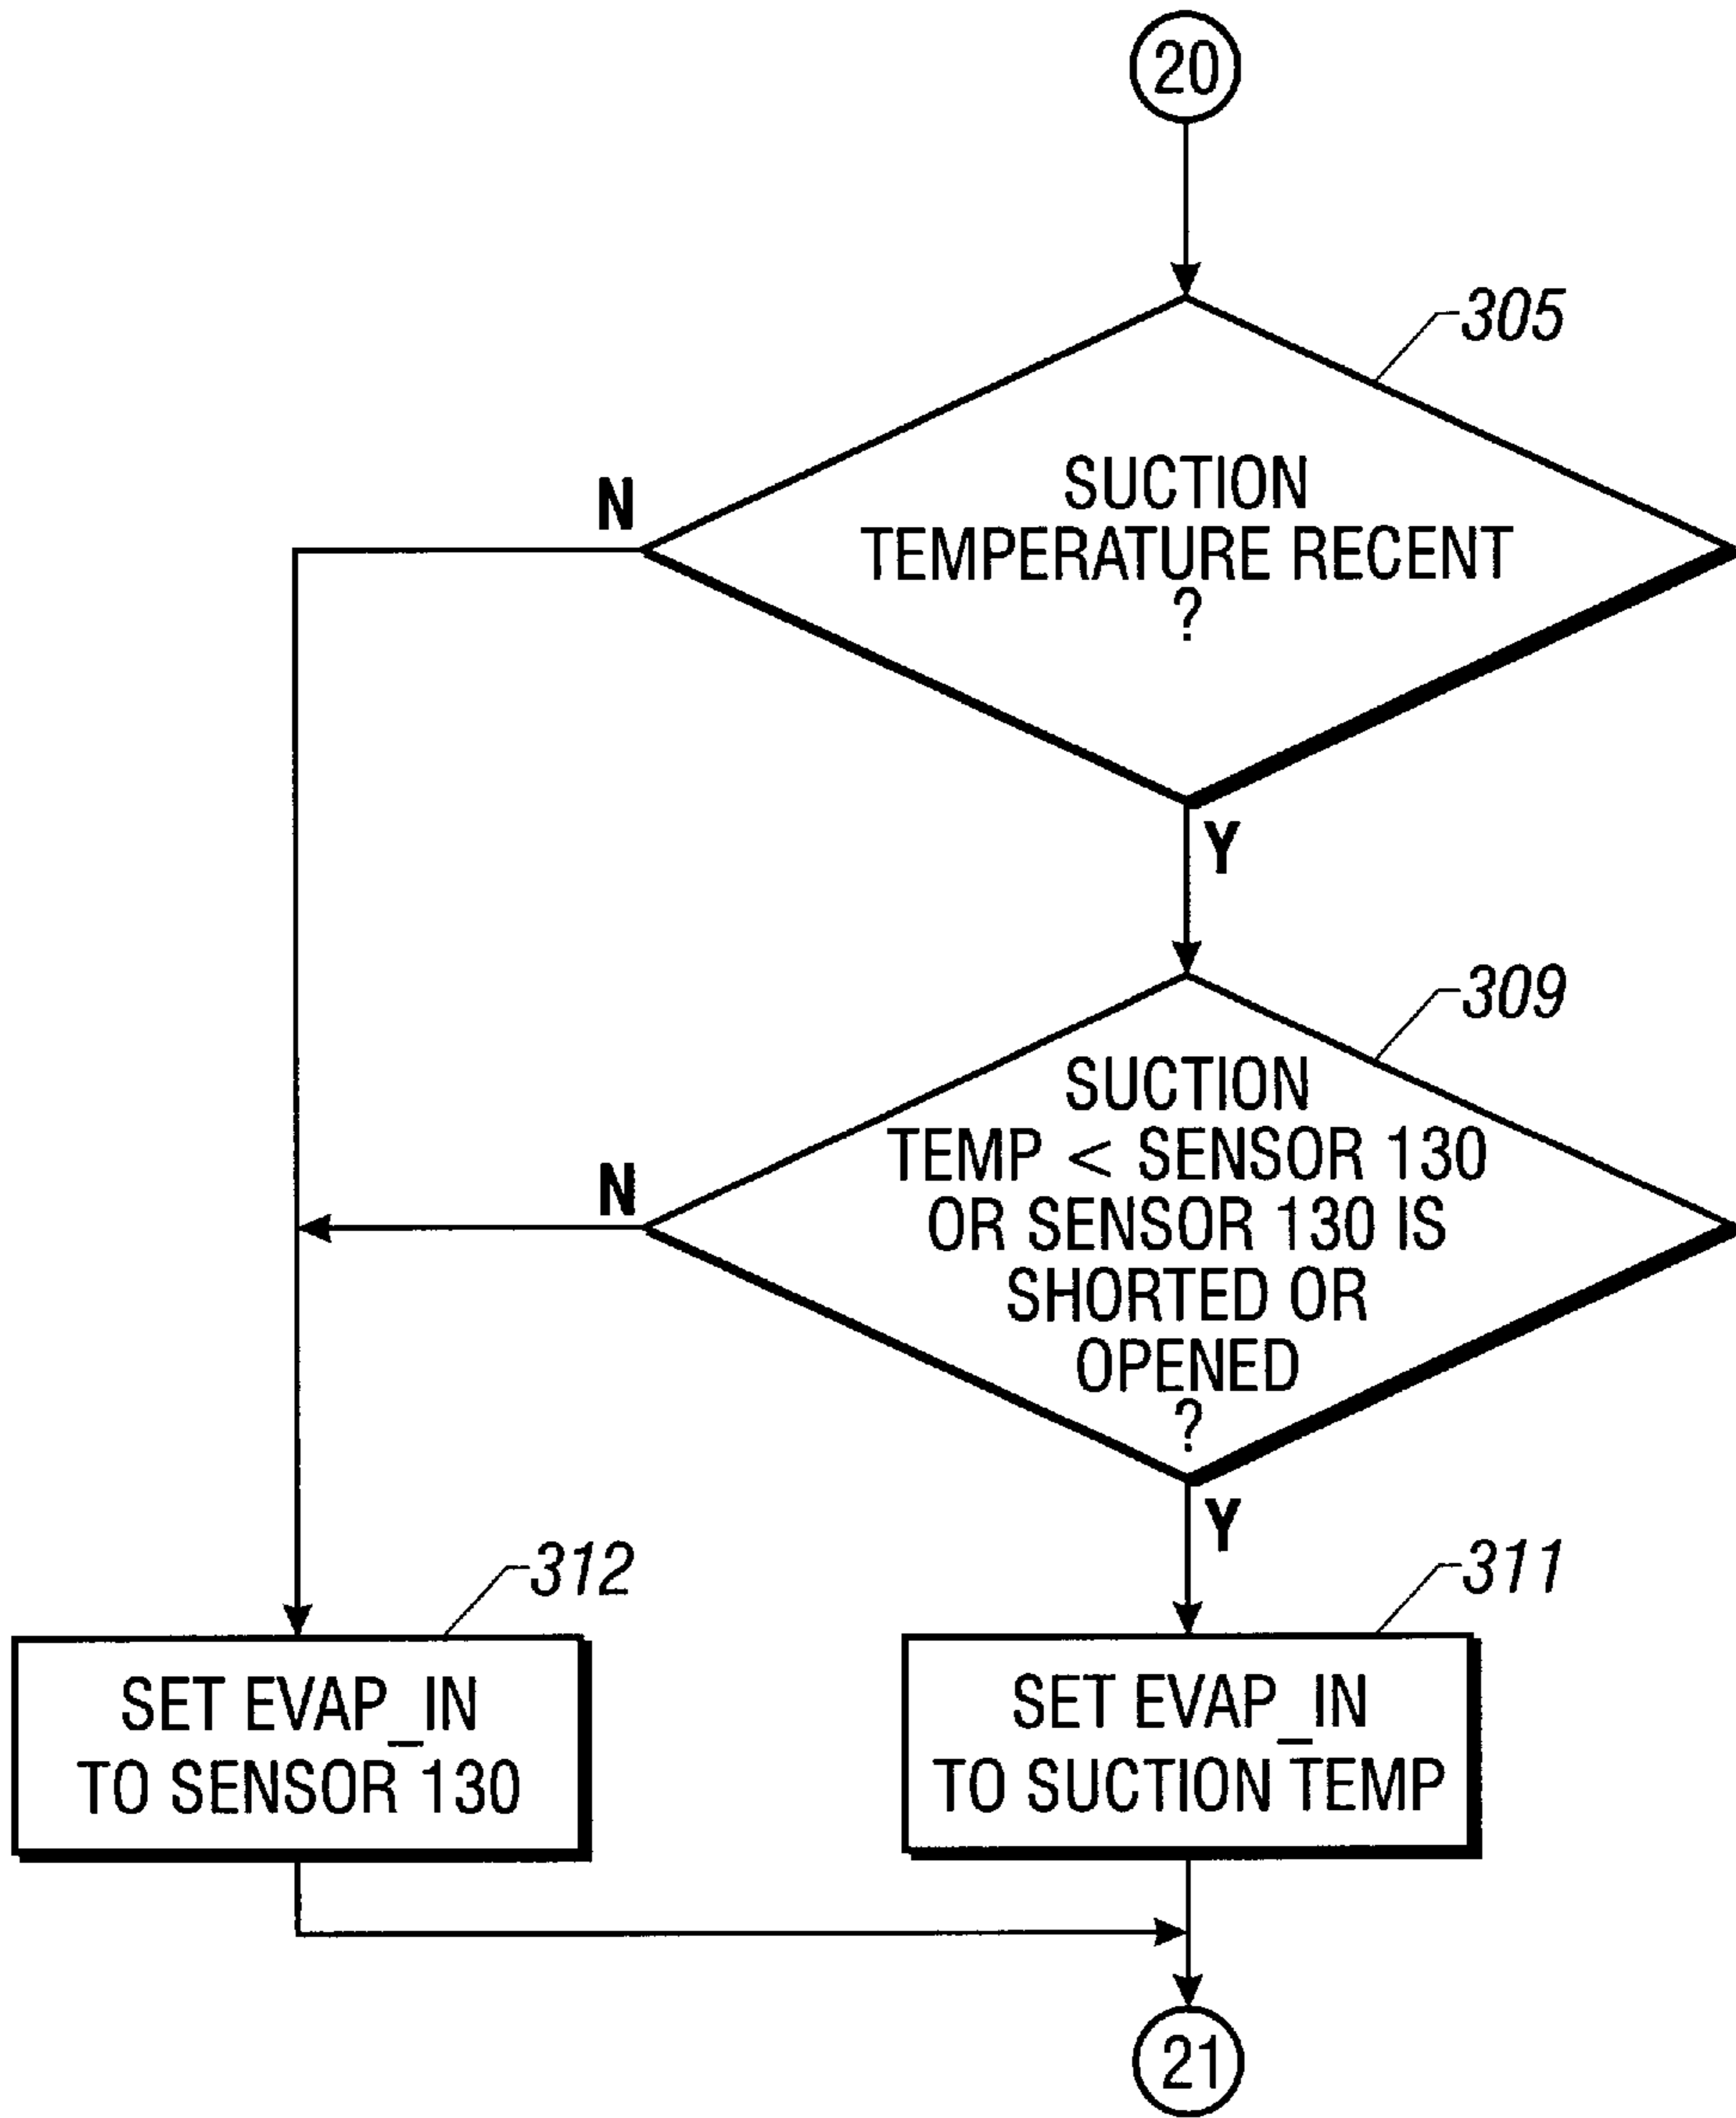 20
305
SUCTION
TEMPERATURE RECENT
?
N
Y
309
SUCTION
TEMP < SENSOR 130
OR SENSOR 130 IS
SHORTED OR
OPENED
?
N
Y
312
SET EVAP_IN
TO SENSOR 130
311
SET EVAP_IN
TO SUCTION TEMP
21